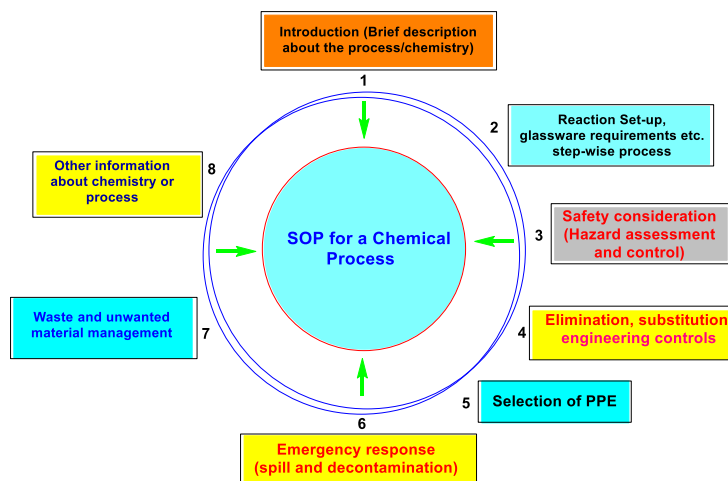 Introduction (Brief description
about the process/chemistry)
1
2
Reaction Set-up,
glassware requirements etc.
step-wise process
8
Other information
about chemistry or
process
SOP for a Chemical
Process
3
Safety consideration
(Hazard assessment
and control)
Waste and unwanted
material management
7
4
Elimination, substitution
engineering controls
5
Selection of PPE
6
Emergency response
(spill and decontamination)